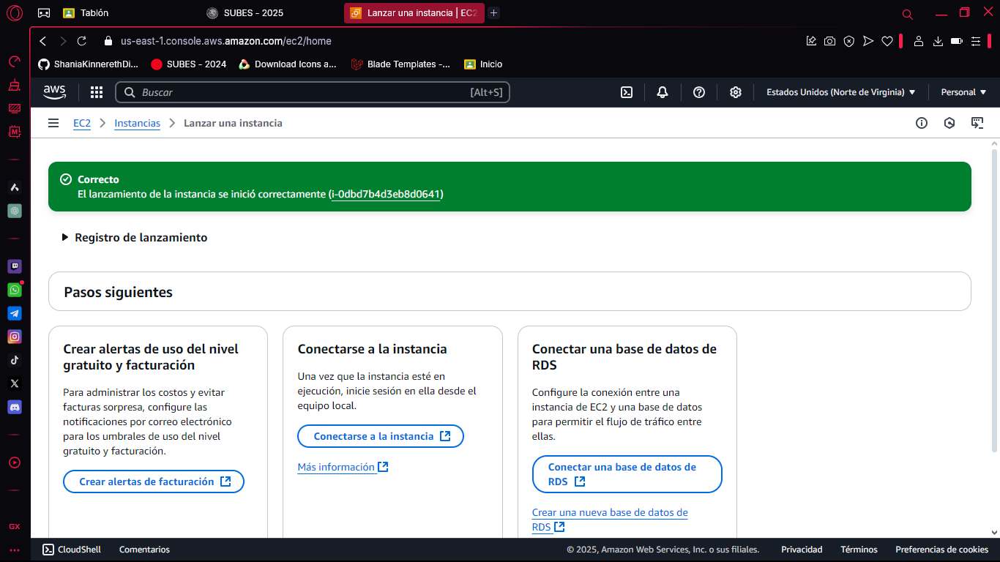 Tablón
SUBES - 2025
Lanzar una instancia | EC2
us-east-1.console.aws.amazon.com/ec2/home
ShaniaKinnerethDi...
SUBES - 2024
Download Icons a...
Blade Templates -...
Inicio
aws
Buscar
[Alt+S]
Estados Unidos (Norte de Virginia)
Personal
EC2
Instancias
Lanzar una instancia
Correcto
El lanzamiento de la instancia se inició correctamente (i-0dbd7b4d3eb8d0641)
Registro de lanzamiento
Pasos siguientes
Crear alertas de uso del nivel
gratuito y facturación
Para administrar los costos y evitar
facturas sorpresa, configure las
notificaciones por correo electrónico
para los umbrales de uso del nivel
gratuito y facturación.
Crear alertas de facturación
Conectarse a la instancia
Una vez que la instancia esté en
ejecución, inicie sesión en ella desde el
equipo local.
Conectarse a la instancia
Más información
Conectar una base de datos de
RDS
Configure la conexión entre una
instancia de EC2 y una base de datos
para permitir el flujo de tráfico entre
ellas.
Conectar una base de datos de
RDS
Crear una nueva base de datos de
RDS
GX
CloudShell
Comentarios
© 2025, Amazon Web Services, Inc. o sus filiales.
Privacidad
Términos
Preferencias de cookies